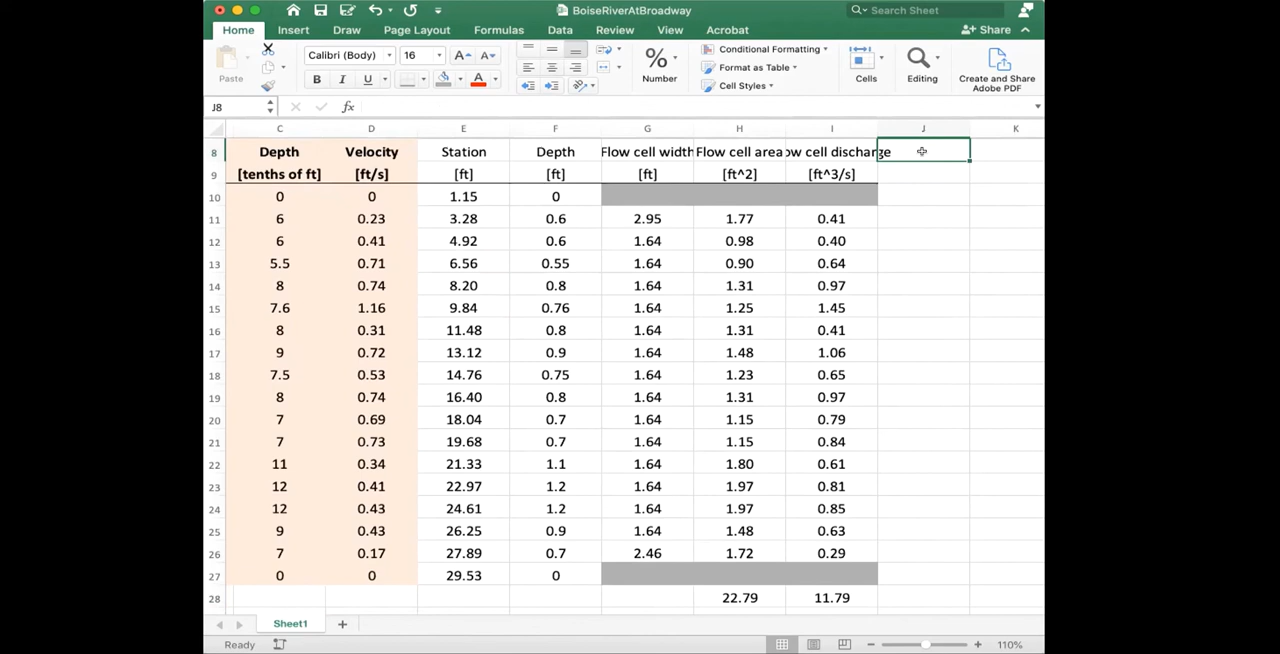 BoiseRiverAtBroadway
Search Sheet
Home Insert Draw Page Layout Formulas Data Review View Acrobat Share
Paste Calibri (Body) 16 A A Number Conditional Formatting Cells Editing Create and Share Adobe PDF
B I U A Format as Table
Cell Styles
J8 fx
C D E F G H I J K
8 Depth Velocity Station Depth Flow cell width Flow cell area ow cell discharge
9 [tenths of ft] [ft/s] [ft] [ft] [ft] [ft^2] [ft^3/s]
10 0 0 1.15 0
11 6 0.23 3.28 0.6 2.95 1.77 0.41
12 6 0.41 4.92 0.6 1.64 0.98 0.40
13 5.5 0.71 6.56 0.55 1.64 0.90 0.64
14 8 0.74 8.20 0.8 1.64 1.31 0.97
15 7.6 1.16 9.84 0.76 1.64 1.25 1.45
16 8 0.31 11.48 0.8 1.64 1.31 0.41
17 9 0.72 13.12 0.9 1.64 1.48 1.06
18 7.5 0.53 14.76 0.75 1.64 1.23 0.65
19 8 0.74 16.40 0.8 1.64 1.31 0.97
20 7 0.69 18.04 0.7 1.64 1.15 0.79
21 7 0.73 19.68 0.7 1.64 1.15 0.84
22 11 0.34 21.33 1.1 1.64 1.80 0.61
23 12 0.41 22.97 1.2 1.64 1.97 0.81
24 12 0.43 24.61 1.2 1.64 1.97 0.85
25 9 0.43 26.25 0.9 1.64 1.48 0.63
26 7 0.17 27.89 0.7 2.46 1.72 0.29
27 0 0 29.53 0
28 22.79 11.79
Sheet1
Ready 110%